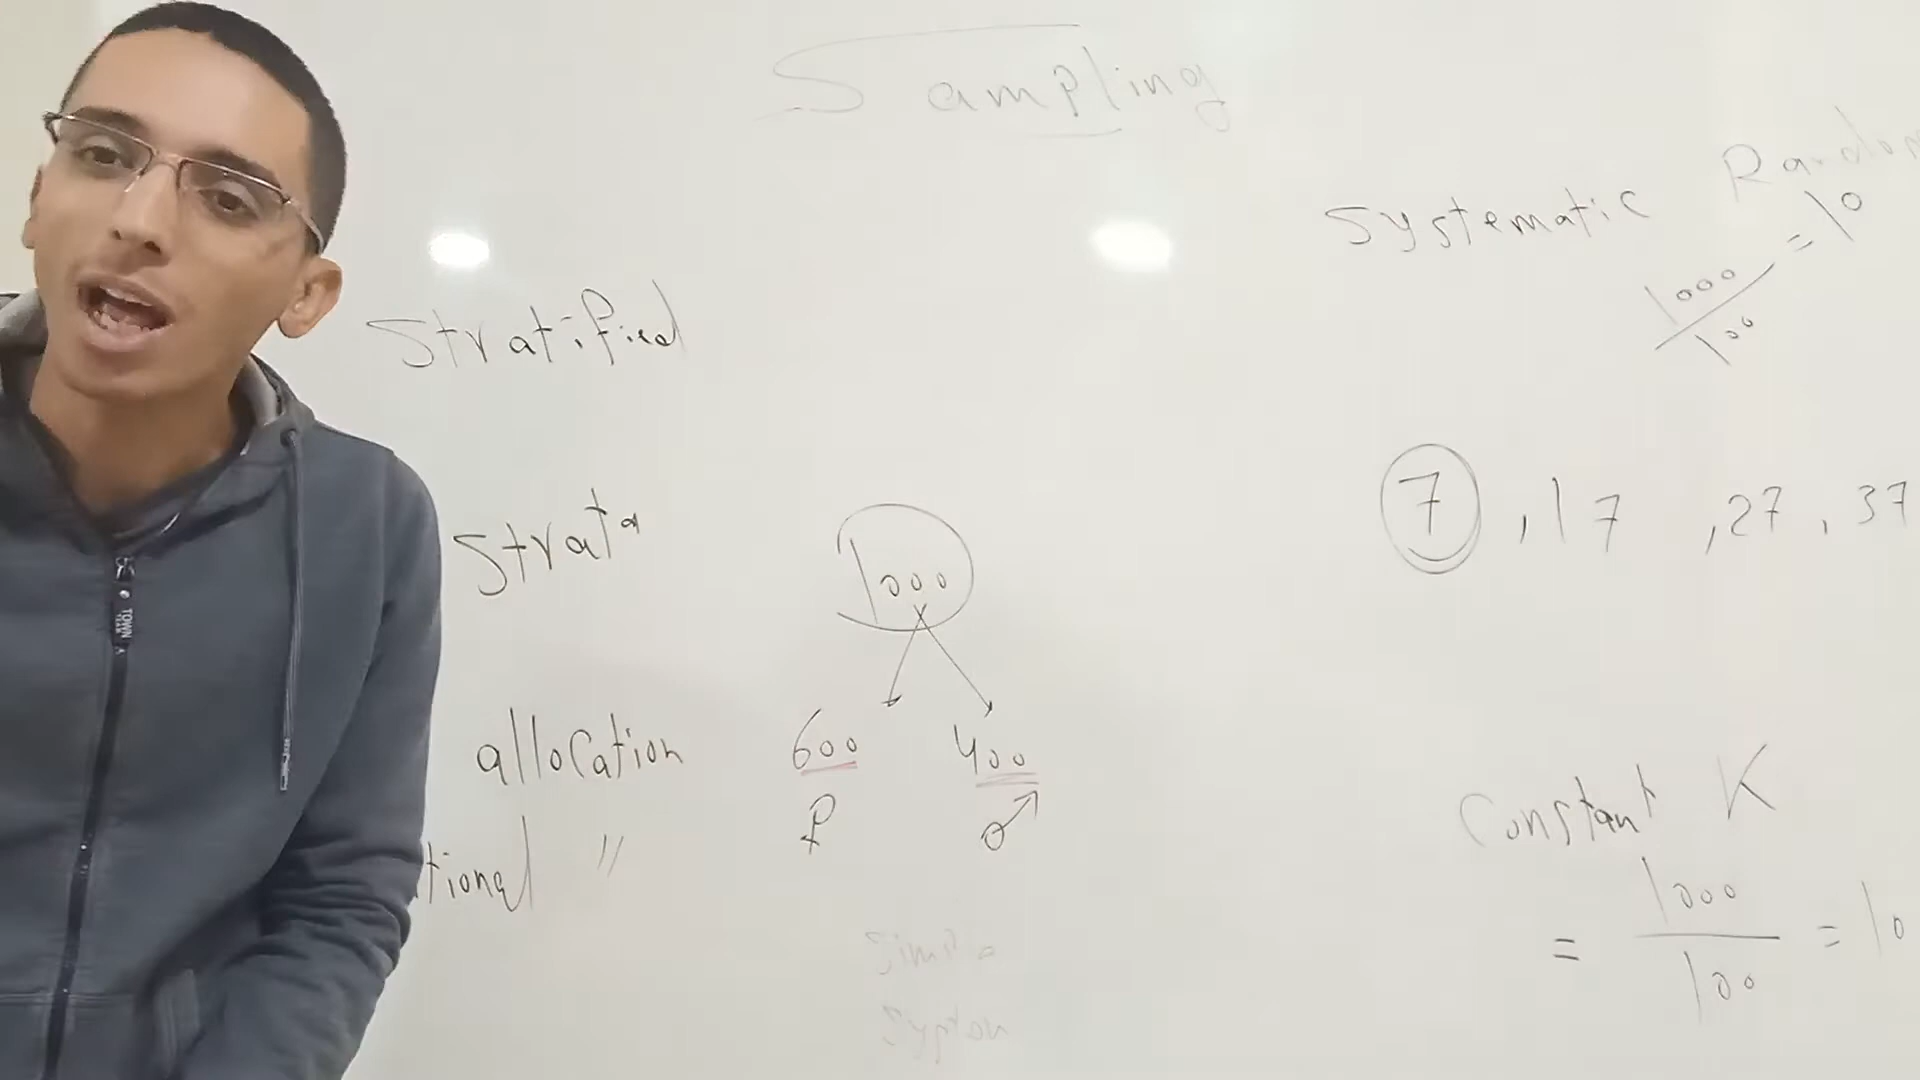 Sampling
Systematic Random
1000/100 = 10
Stratified
Strata
1000
7, 17, 27, 37
allocation 600 400
♀ ♂
tional "
Constant K
= 1000/100 = 10
TOWN